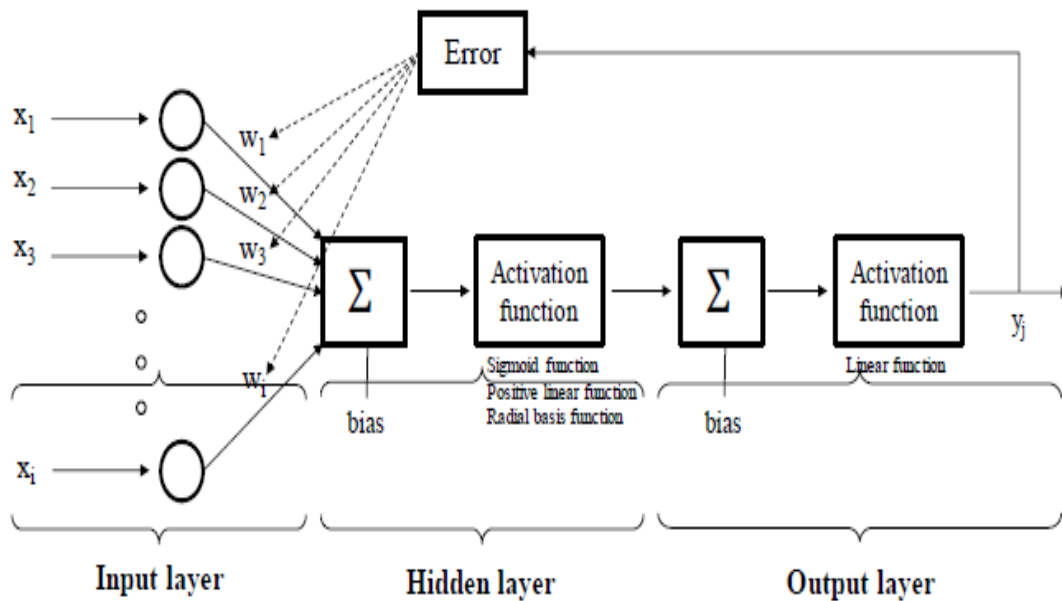 Error
x₁
w₁
x₂
w₂
x₃
w₃
Σ
Activation
function
Σ
Activation
function
yⱼ
wᵢ
Sigmoid function
Positive linear function
Radial basis function
Linear function
bias
bias
xᵢ
Input layer
Hidden layer
Output layer